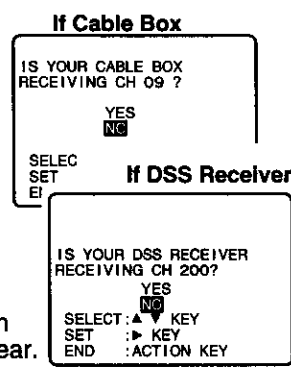 If Cable Box
IS YOUR CABLE BOX
RECEIVING CH 09 ?
YES
NO
SELEC
SET
If DSS Receiver
IS YOUR DSS RECEIVER
RECEIVING CH 200?
YES
NO
SELECT :▲ ▼ KEY
SET :▶ KEY
END :ACTION KEY
ear.